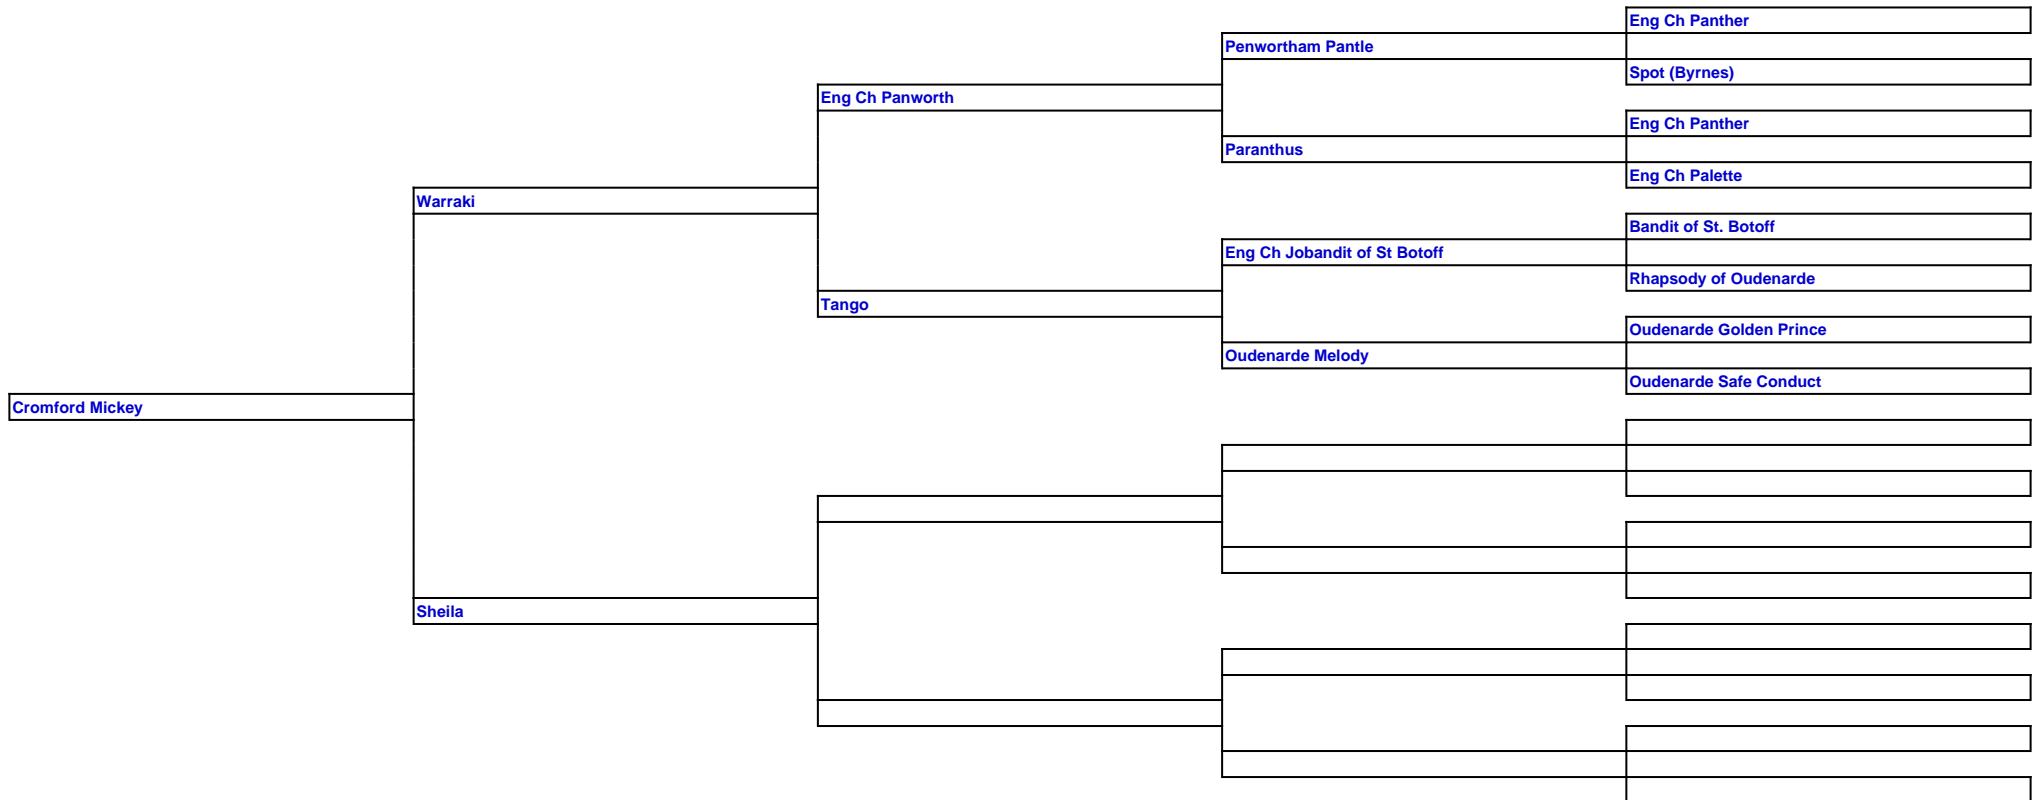 Eng Ch Panther
Penwortham Pantle
Spot (Byrnes)
Eng Ch Panworth
Eng Ch Panther
Paranthus
Eng Ch Palette
Warraki
Bandit of St. Botoff
Eng Ch Jobandit of St Botoff
Rhapsody of Oudenarde
Tango
Oudenarde Golden Prince
Oudenarde Melody
Oudenarde Safe Conduct
Cromford Mickey
Sheila